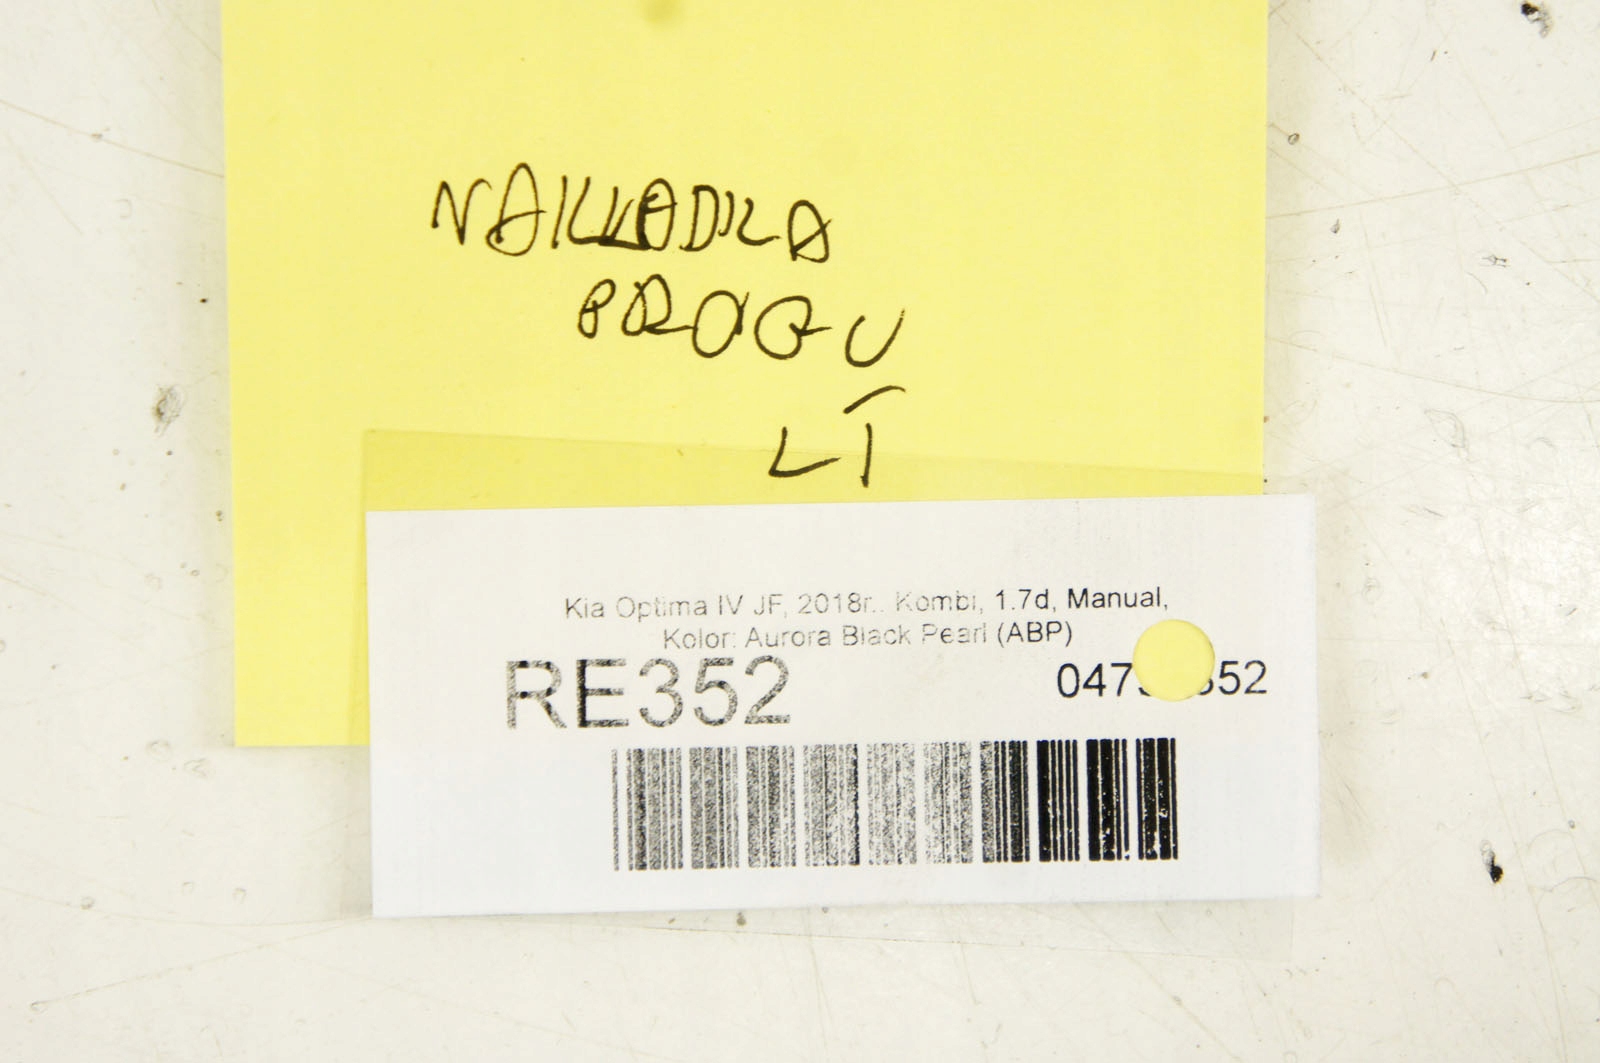 NAKŁADKA
PROGU
LT
Kia Optima IV JF, 2018r., Kombi, 1.7d, Manual,
Kolor: Aurora Black Pearl (ABP)
RE352